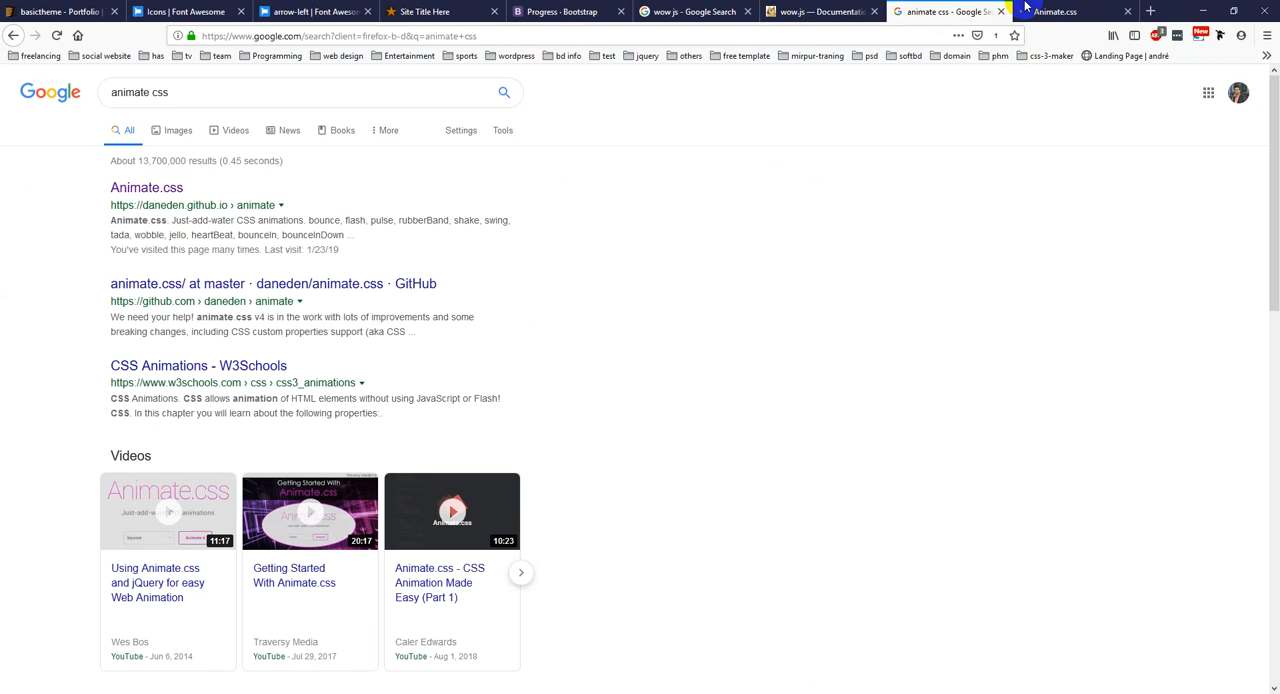 basictheme - Portfolio
Icons | Font Awesome
arrow-left | Font Awesom
Site Title Here
Progress · Bootstrap
wow js - Google Search
wow.js — Documentatio
animate css - Google Se
Animate.css
https://www.google.com/search?client=firefox-b-d&q=animate+css
1
3
New
freelancing
social website
has
tv
team
Programming
web design
Entertainment
sports
wordpress
bd info
test
jquery
others
free template
mirpur-traning
psd
softbd
domain
phm
css-3-maker
Landing Page | andré
Google
animate css
All
Images
Videos
News
Books
More
Settings
Tools
About 13,700,000 results (0.45 seconds)
Animate.css
https://daneden.github.io › animate
Animate.css. Just-add-water CSS animations. bounce, flash, pulse, rubberBand, shake, swing,
tada, wobble, jello, heartBeat, bounceIn, bounceInDown ...
You've visited this page many times. Last visit: 1/23/19
animate.css/ at master · daneden/animate.css · GitHub
https://github.com › daneden › animate
We need your help! animate.css v4 is in the work with lots of improvements and some
breaking changes, including CSS custom properties support (aka CSS ...
CSS Animations - W3Schools
https://www.w3schools.com › css › css3_animations
CSS Animations. CSS allows animation of HTML elements without using JavaScript or Flash!
CSS. In this chapter you will learn about the following properties:.
Videos
Animate.css
Just-add-water CSS animations
11:17
Getting Started With
Animate.css
20:17
Animate.css
10:23
Using Animate.css
and jQuery for easy
Web Animation
Wes Bos
YouTube - Jun 6, 2014
Getting Started
With Animate.css
Traversy Media
YouTube - Jul 29, 2017
Animate.css - CSS
Animation Made
Easy (Part 1)
Caler Edwards
YouTube - Aug 1, 2018